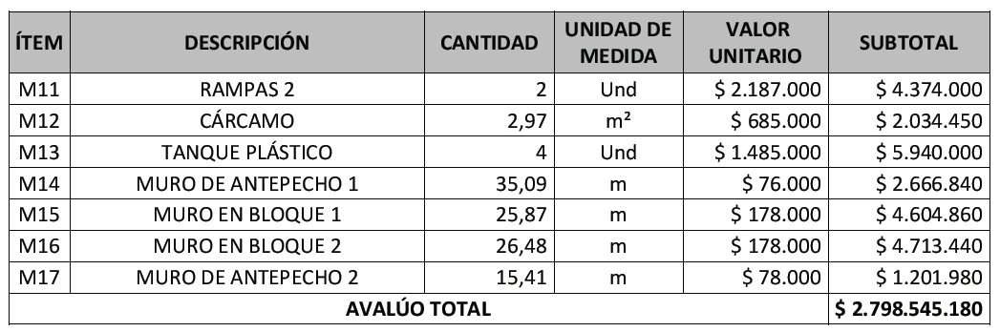 ÍTEM DESCRIPCIÓN CANTIDAD UNIDAD DE MEDIDA VALOR UNITARIO SUBTOTAL
M11 RAMPAS 2 2 Und $ 2.187.000 $ 4.374.000
M12 CÁRCAMO 2,97 m² $ 685.000 $ 2.034.450
M13 TANQUE PLÁSTICO 4 Und $ 1.485.000 $ 5.940.000
M14 MURO DE ANTEPECHO 1 35,09 m $ 76.000 $ 2.666.840
M15 MURO EN BLOQUE 1 25,87 m $ 178.000 $ 4.604.860
M16 MURO EN BLOQUE 2 26,48 m $ 178.000 $ 4.713.440
M17 MURO DE ANTEPECHO 2 15,41 m $ 78.000 $ 1.201.980
AVALÚO TOTAL $ 2.798.545.180